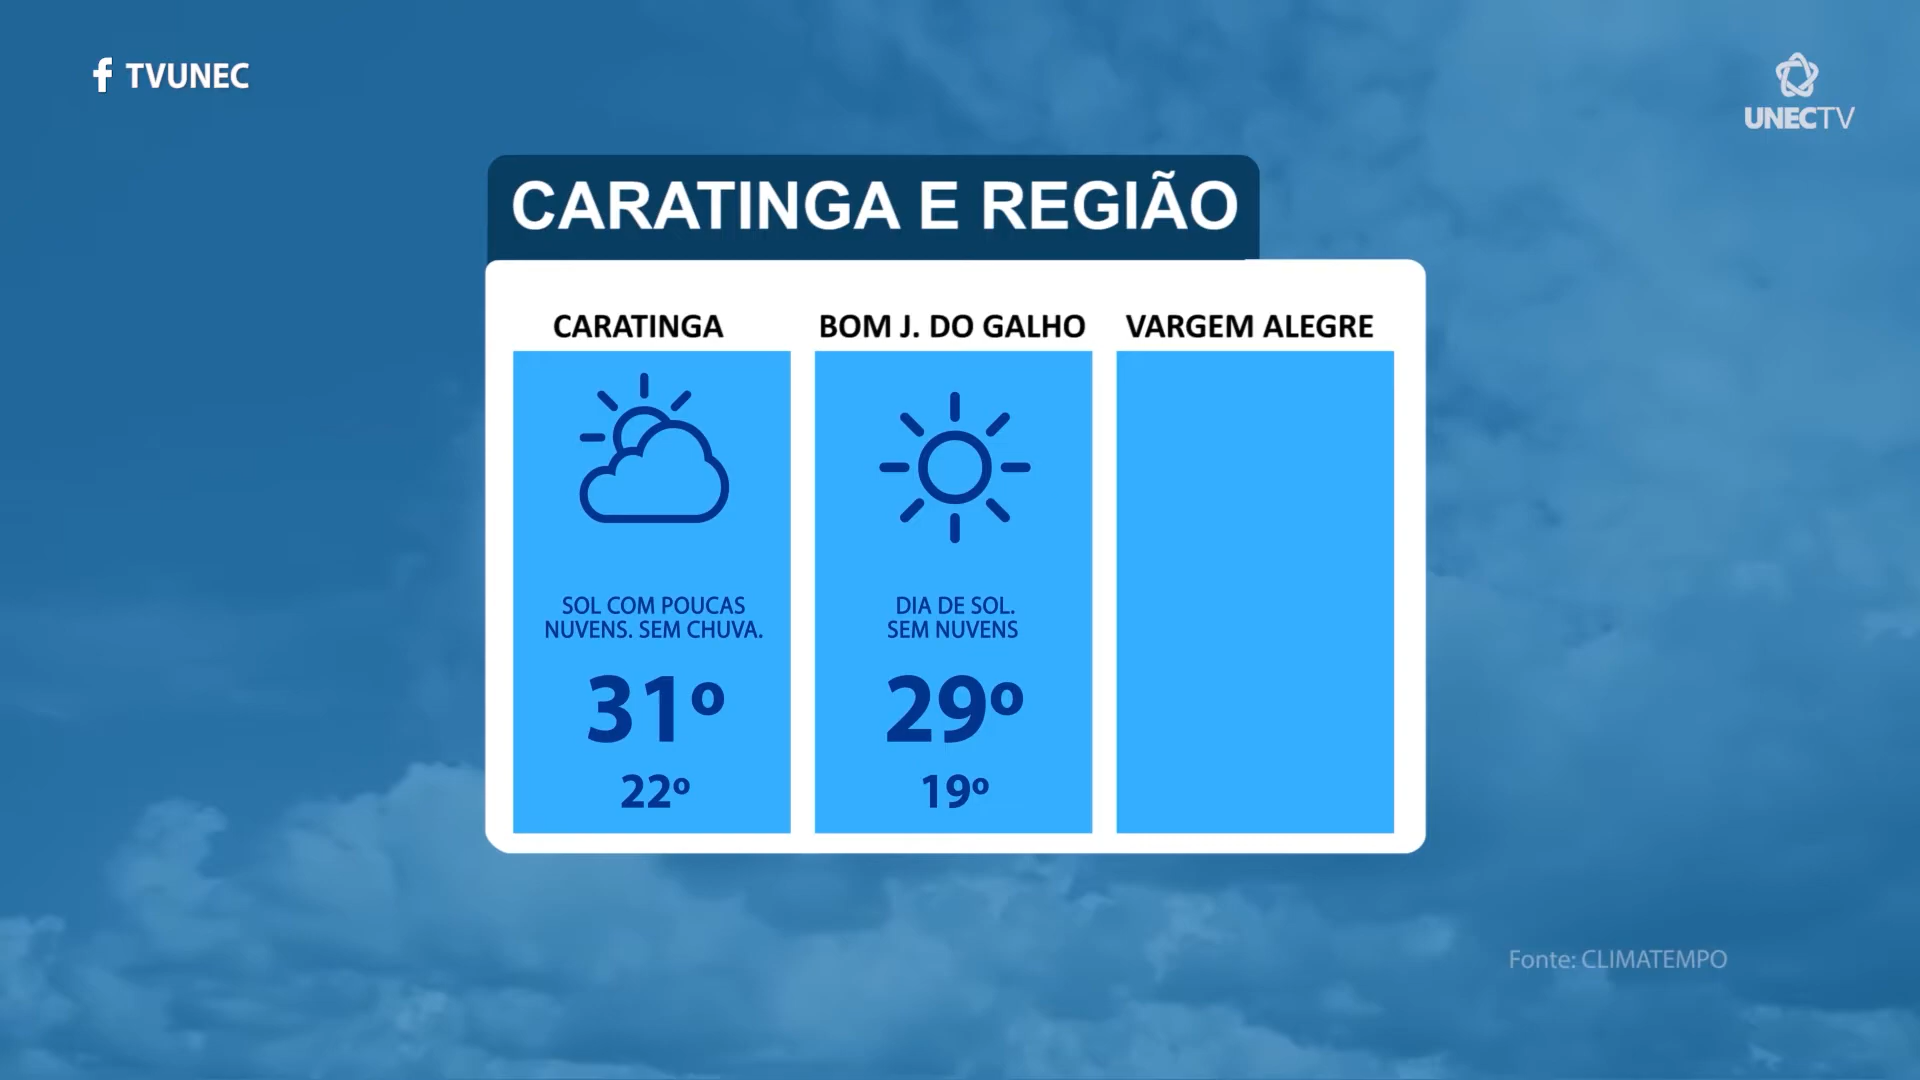 TVUNEC
UNECTV
CARATINGA E REGIÃO
CARATINGA
BOM J. DO GALHO
VARGEM ALEGRE
SOL COM POUCAS
NUVENS. SEM CHUVA.
31º
22º
DIA DE SOL.
SEM NUVENS
29º
19º
Fonte: CLIMATEMPO